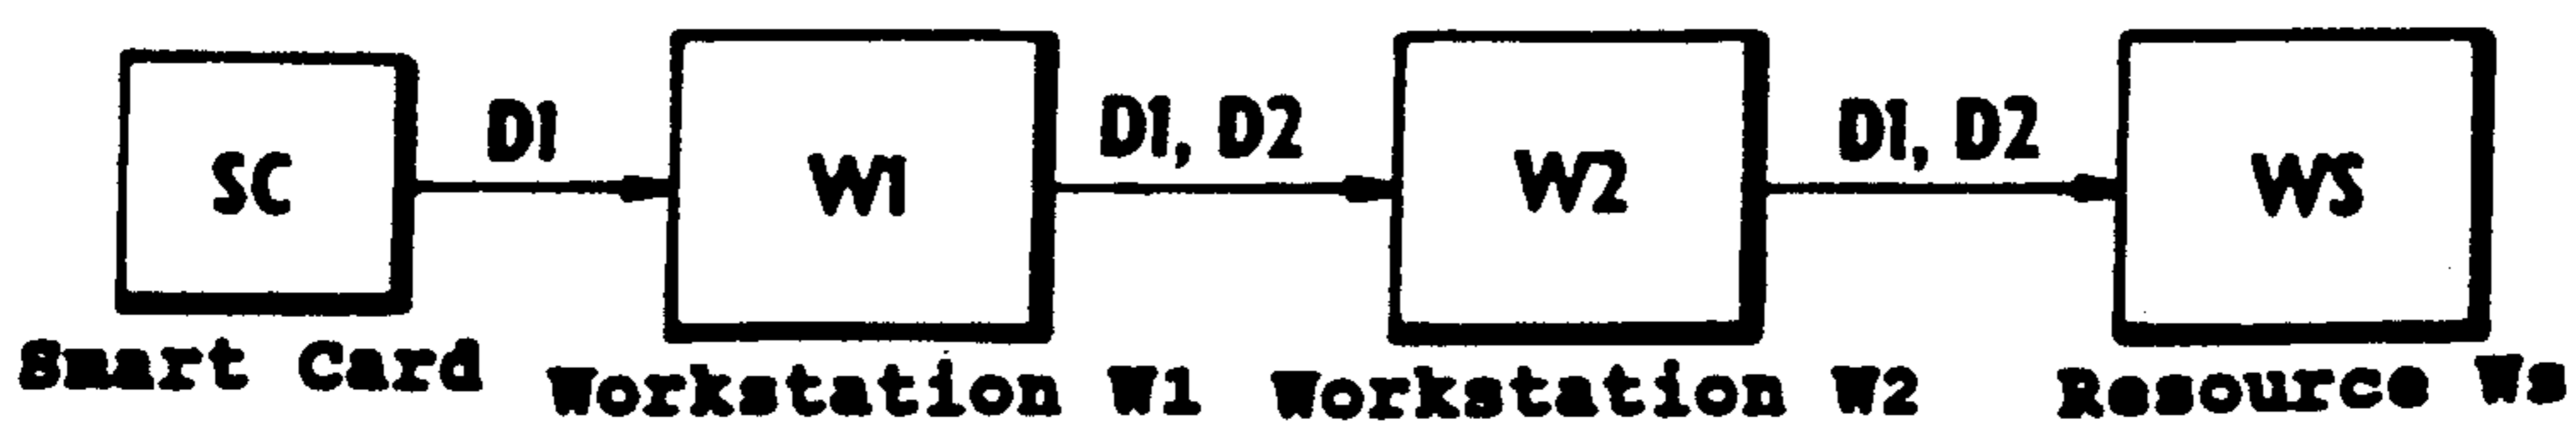 D1 D1, D2 D1, D2
SC W1 W2 WS
Smart Card Workstation W1 Workstation W2 Resource Ws